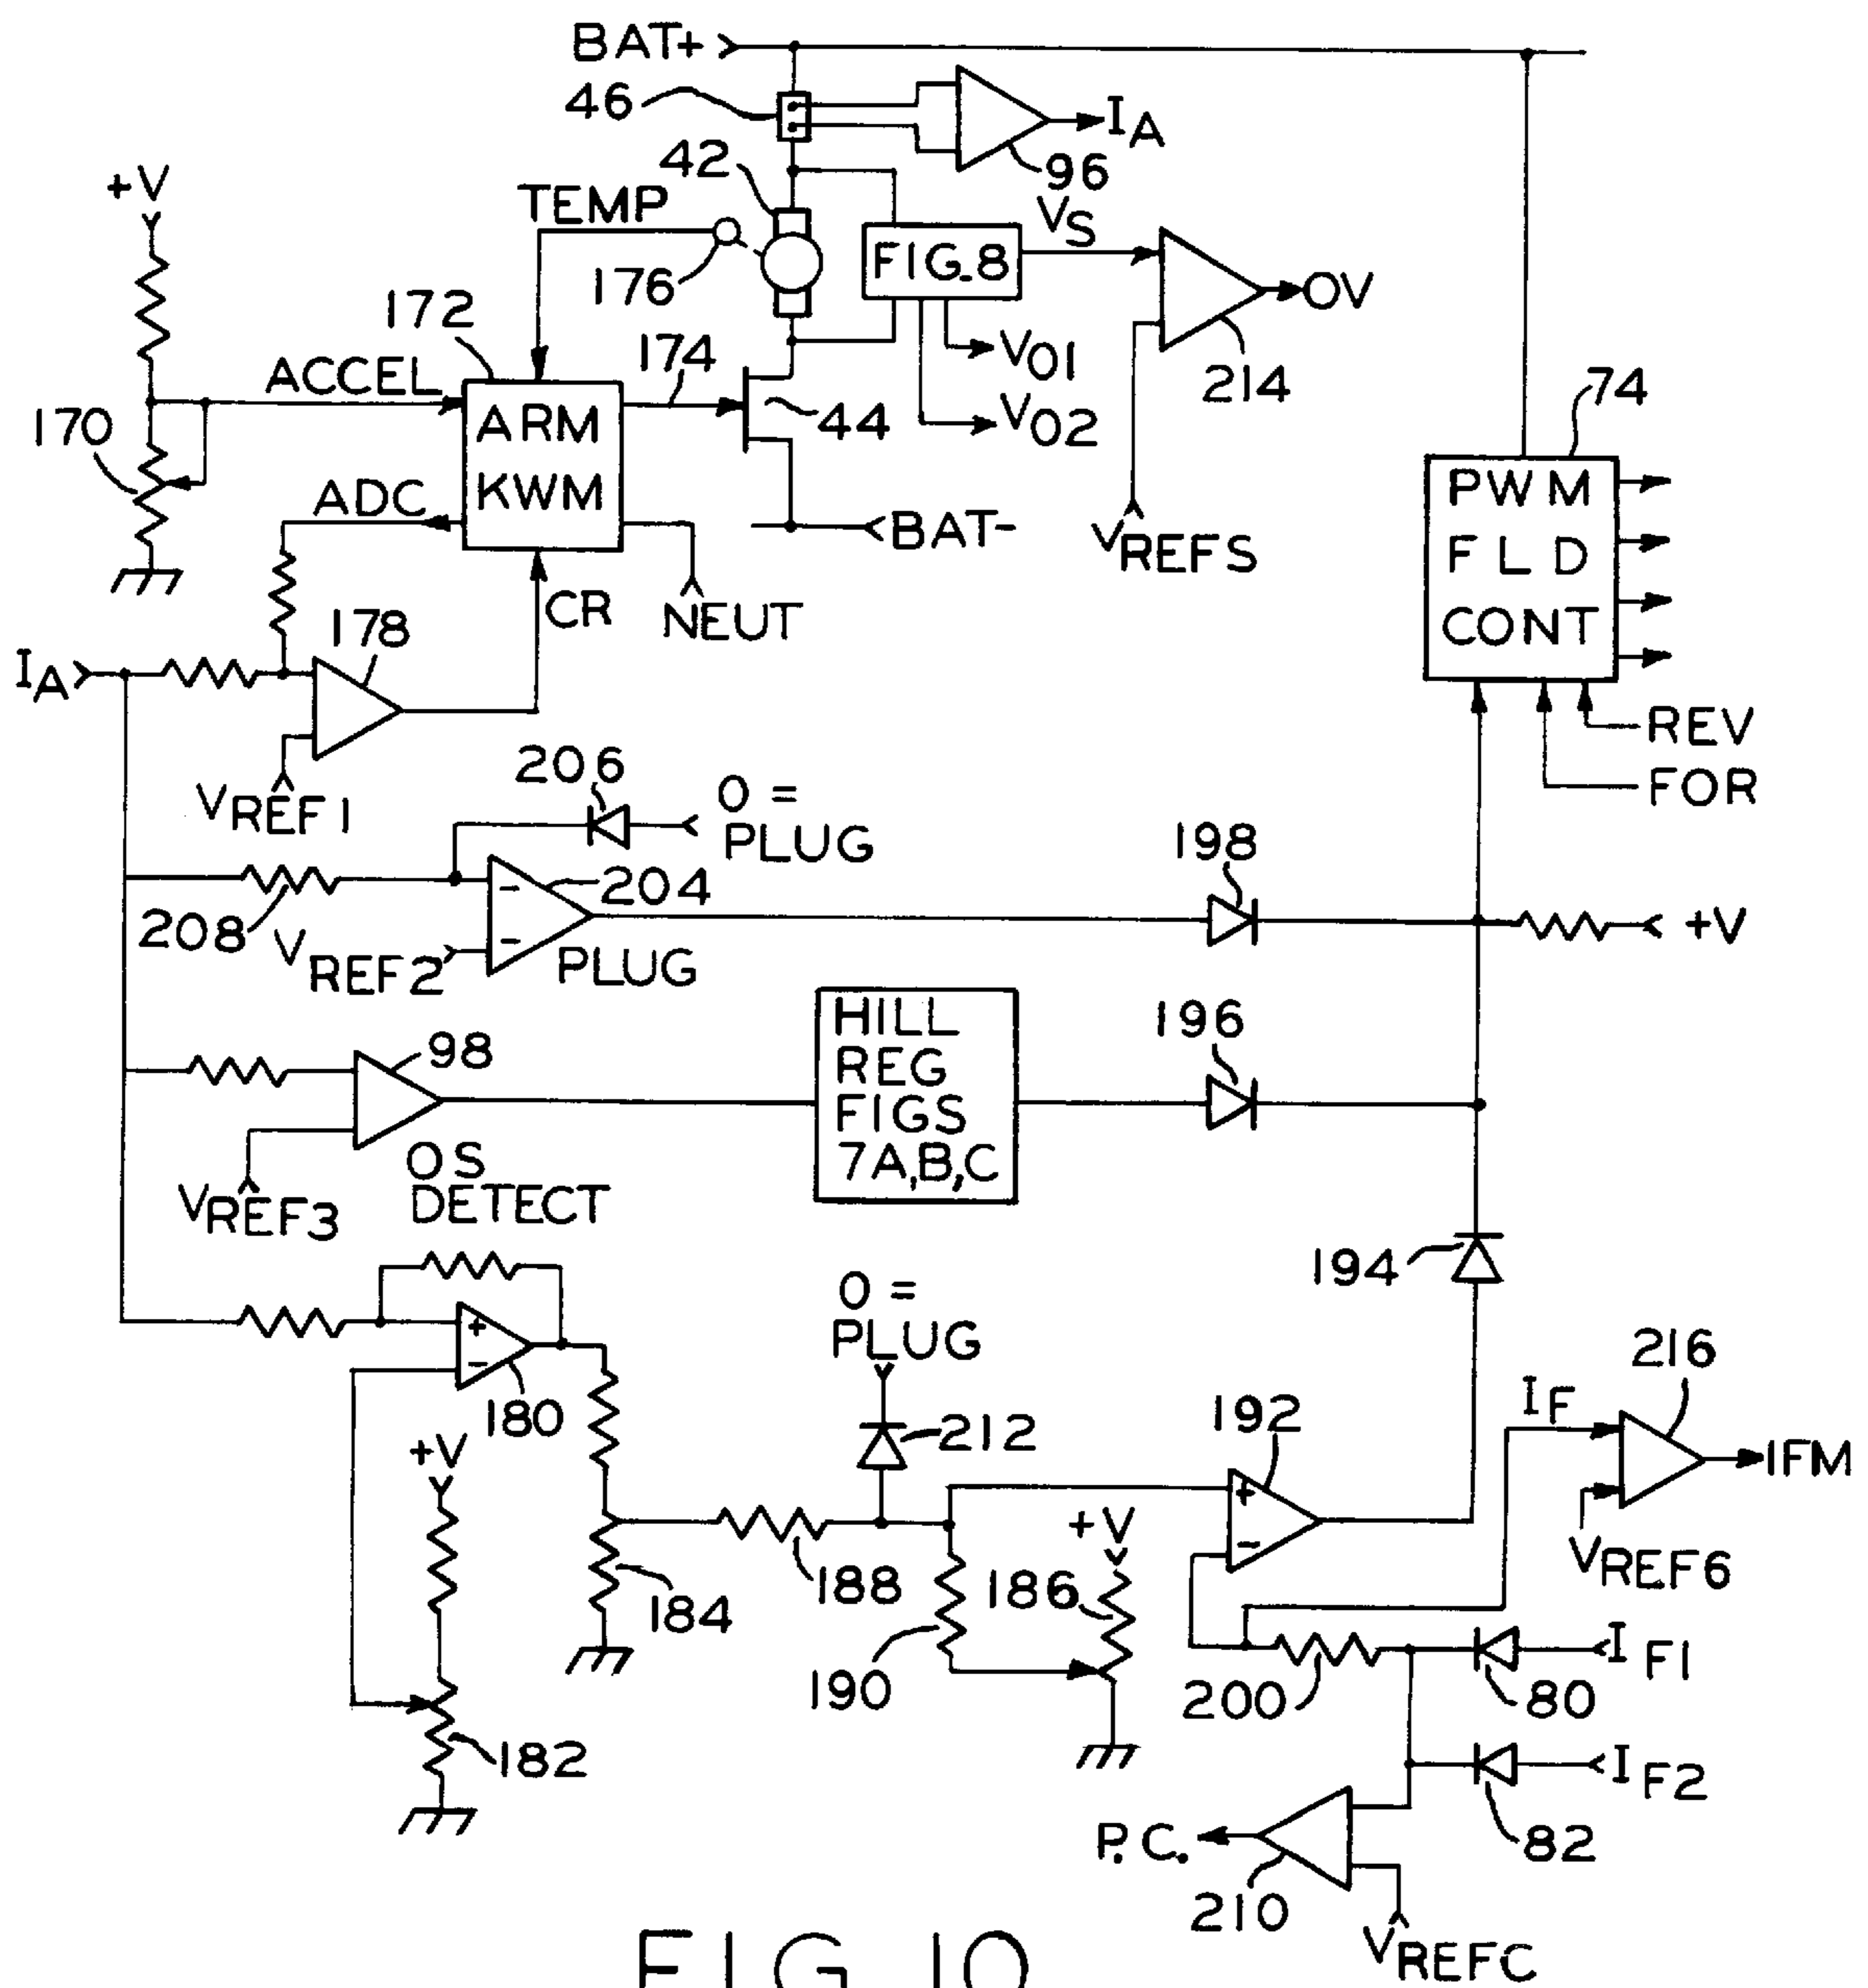 BAT+
46
IA
96
42
+V
TEMP
VS
176
FIG.8
OV
172
174
VO1
214
74
ACCEL
170
ARM
KWM
44
VO2
PWM
FLD
CONT
ADC
BAT-
VREFS
CR
NEUT
178
IA
REV
FOR
VREF1
206
0 =
PLUG
198
204
208
VREF2
-
-
PLUG
+V
98
HILL
REG
FIGS
7A,B,C
196
VREF3
OS
DETECT
194
0 =
PLUG
+
-
180
216
IF
192
212
IFM
+V
+
-
+V
VREF6
188
186
184
190
200
IF1
80
182
IF2
82
P.C.
210
VREFC
FIG. 10